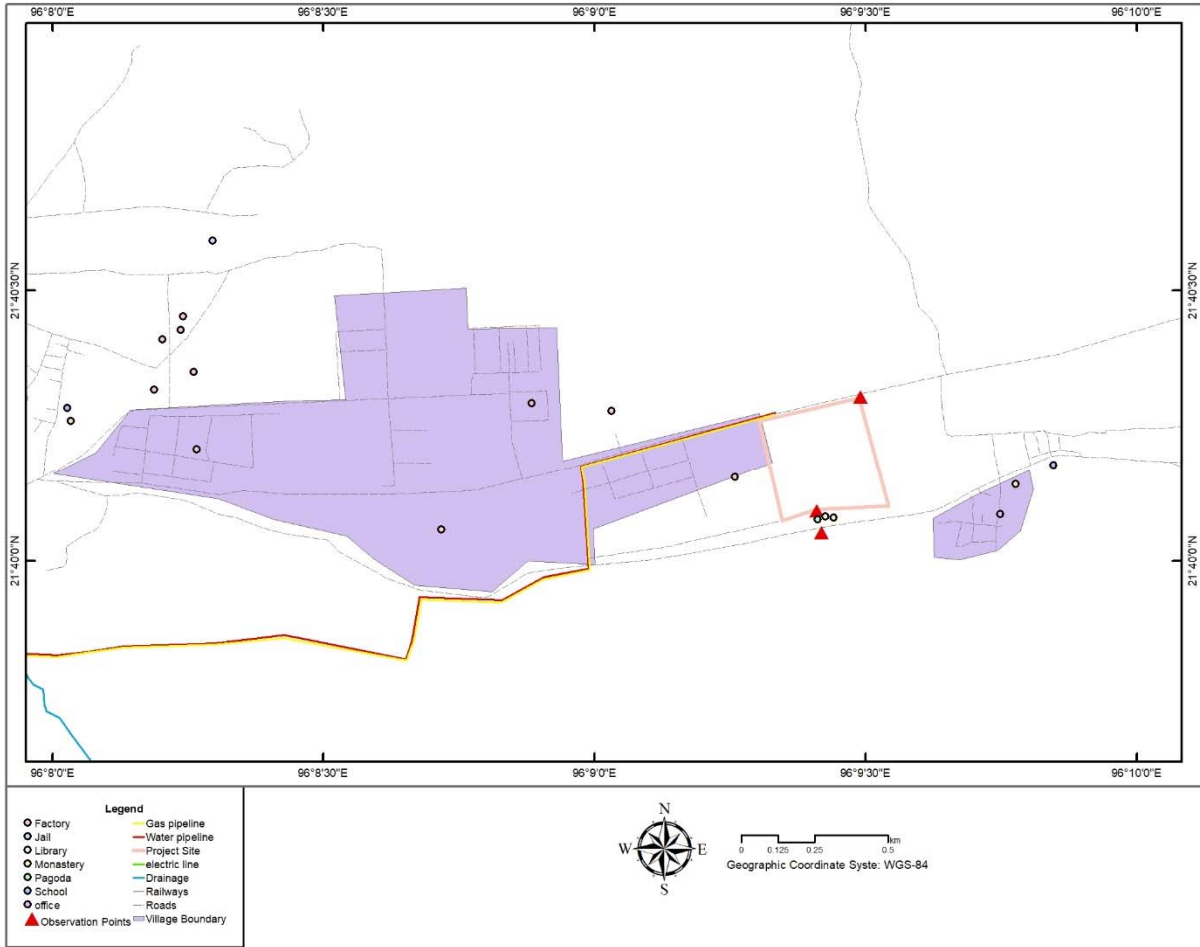 96°8'0"E 96°8'30"E 96°9'0"E 96°9'30"E 96°10'0"E
21°40'30"N 21°40'30"N
21°40'0"N 21°40'0"N
96°8'0"E 96°8'30"E 96°9'0"E 96°9'30"E 96°10'0"E
Legend
Factory
Jail
Library
Monastery
Pagoda
School
office
Observation Points
Gas pipeline
Water pipeline
Project Site
electric line
Drainage
Railways
Roads
Village Boundary
N
W E
S
km
0 0.125 0.25 0.5
Geographic Coordinate Syste: WGS-84